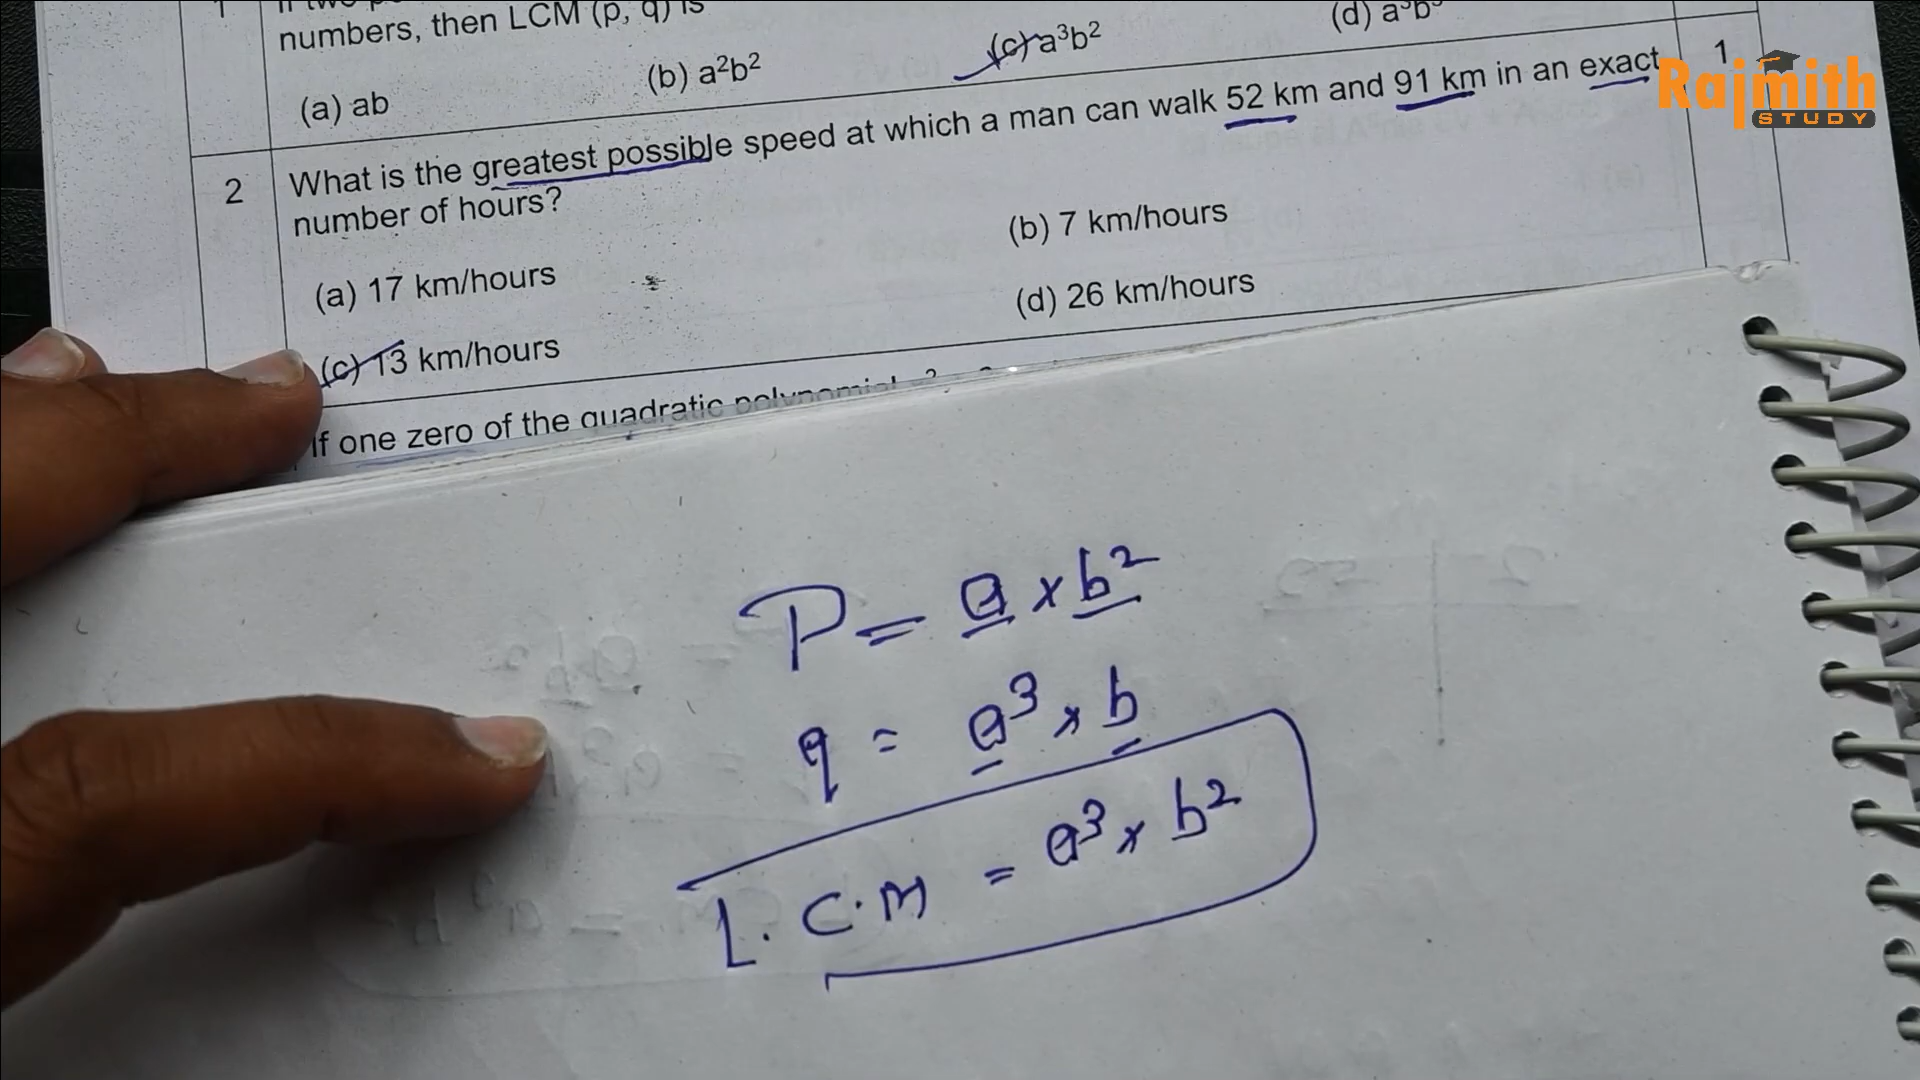 1
numbers, then LCM (p, q) is
(a) ab
(b) a²b²
(c) a³b²
(d) a³b³
2
What is the greatest possible speed at which a man can walk 52 km and 91 km in an exact
number of hours?
1
(a) 17 km/hours
(b) 7 km/hours
(c) 13 km/hours
(d) 26 km/hours
If one zero of the quadratic polynomial
Rajmith
STUDY
P = a × b²
q = a³ × b
L.C.M = a³ × b²